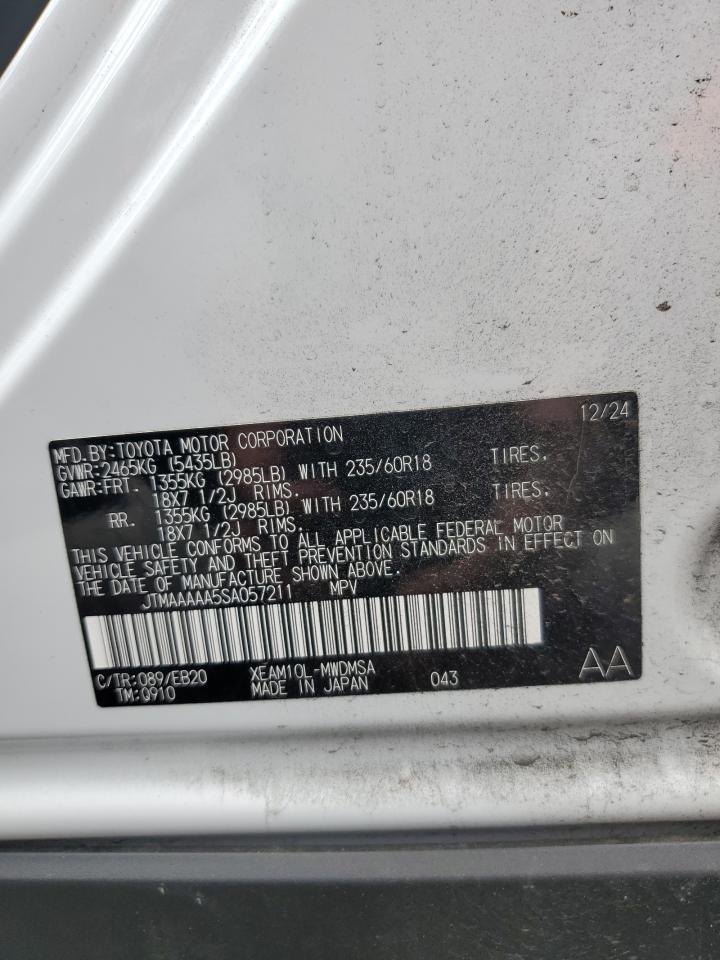 12/24
MFD.BY:TOYOTA MOTOR CORPORATION
GVWR:2465KG (5435LB)
GAWR:FRT. 1355KG (2985LB) WITH 235/60R18 TIRES.
18X7 1/2J RIMS.
RR. 1355KG (2985LB) WITH 235/60R18 TIRES.
18X7 1/2J RIMS.
THIS VEHICLE CONFORMS TO ALL APPLICABLE FEDERAL MOTOR
VEHICLE SAFETY AND THEFT PREVENTION STANDARDS IN EFFECT ON
THE DATE OF MANUFACTURE SHOWN ABOVE.
JTMAAAAA5SA057211 MPV
C/TR:089/EB20 XEAM10L-MWDMSA AA
TM:Q910 MADE IN JAPAN 043